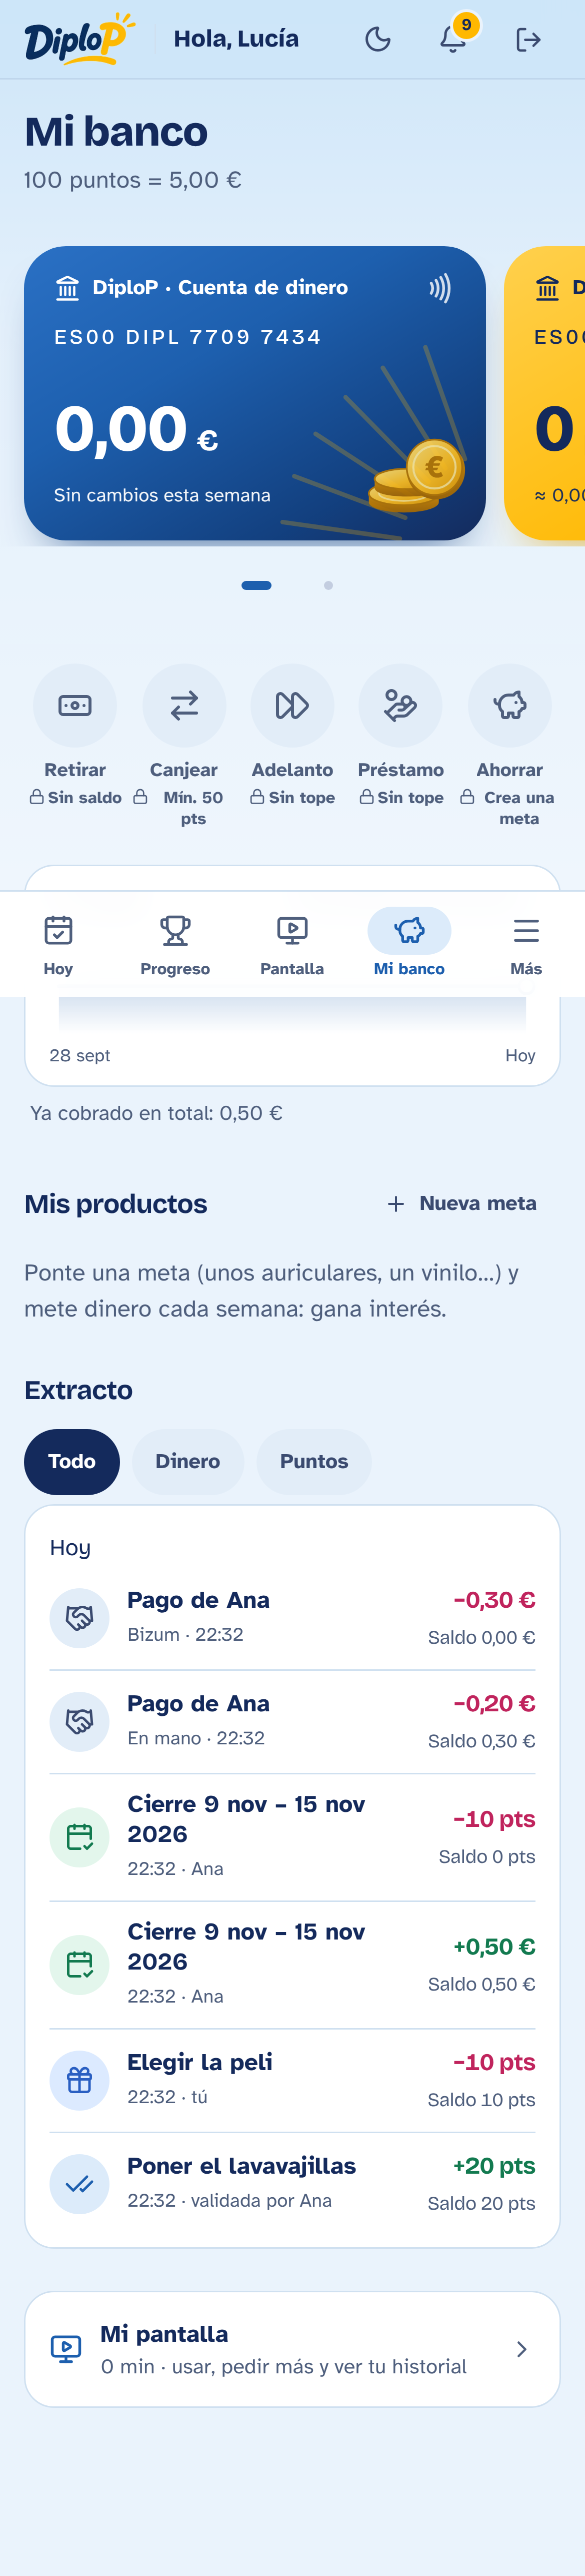 DiploP
Hola, Lucía
9
Mi banco
100 puntos = 5,00 €
DiploP · Cuenta de dinero
ES00 DIPL 7709 7434
0,00 €
€
Sin cambios esta semana
D
ES00
0
≈ 0,00
Retirar
Sin saldo
Canjear
Mín. 50
pts
Adelanto
Sin tope
Préstamo
Sin tope
Ahorrar
Crea una
meta
Hoy
Progreso
Pantalla
Mi banco
Más
28 sept
Hoy
Ya cobrado en total: 0,50 €
Mis productos
Nueva meta
Ponte una meta (unos auriculares, un vinilo...) y
mete dinero cada semana: gana interés.
Extracto
Todo
Dinero
Puntos
Hoy
Pago de Ana
−0,30 €
Bizum · 22:32
Saldo 0,00 €
Pago de Ana
−0,20 €
En mano · 22:32
Saldo 0,30 €
Cierre 9 nov – 15 nov
2026
−10 pts
22:32 · Ana
Saldo 0 pts
Cierre 9 nov – 15 nov
2026
+0,50 €
22:32 · Ana
Saldo 0,50 €
Elegir la peli
−10 pts
22:32 · tú
Saldo 10 pts
Poner el lavavajillas
+20 pts
22:32 · validada por Ana
Saldo 20 pts
Mi pantalla
0 min · usar, pedir más y ver tu historial